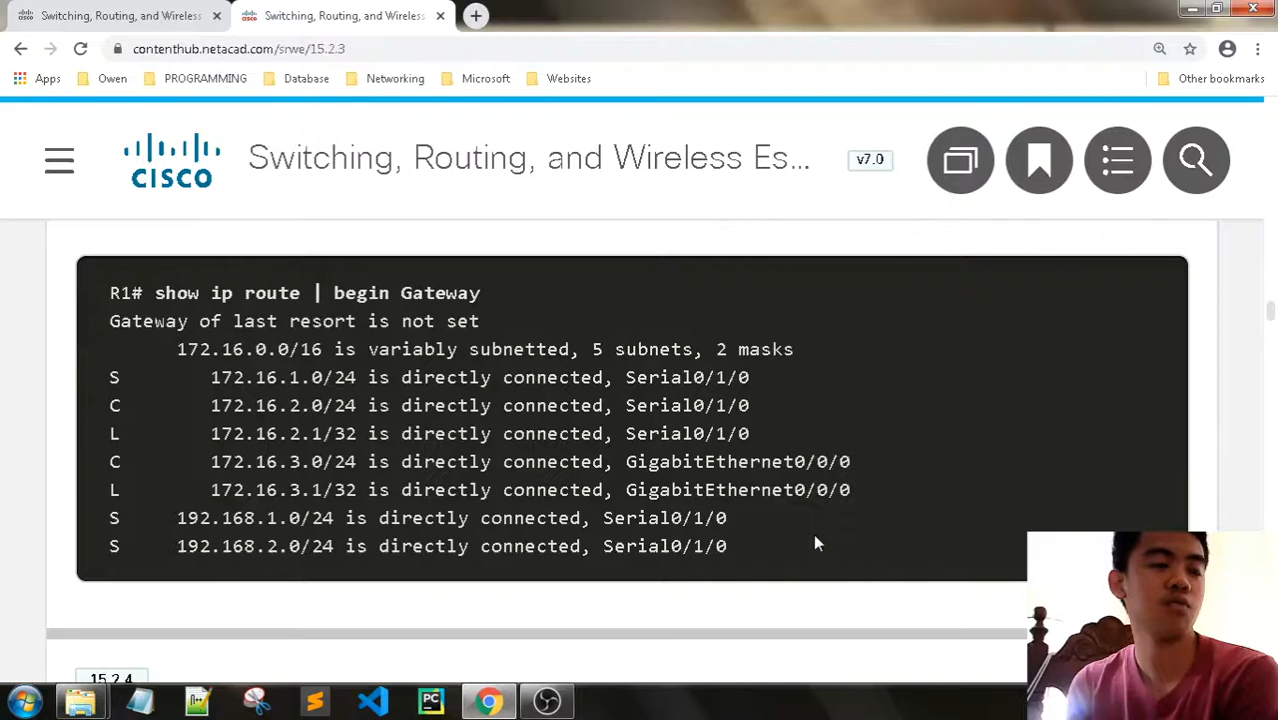 Switching, Routing, and Wireless
Switching, Routing, and Wireless
contenthub.netacad.com/srwe/15.2.3
Apps Owen PROGRAMMING Database Networking Microsoft Websites Other bookmarks
CISCO
Switching, Routing, and Wireless Es...
v7.0
R1# show ip route | begin Gateway
Gateway of last resort is not set
172.16.0.0/16 is variably subnetted, 5 subnets, 2 masks
S 172.16.1.0/24 is directly connected, Serial0/1/0
C 172.16.2.0/24 is directly connected, Serial0/1/0
L 172.16.2.1/32 is directly connected, Serial0/1/0
C 172.16.3.0/24 is directly connected, GigabitEthernet0/0/0
L 172.16.3.1/32 is directly connected, GigabitEthernet0/0/0
S 192.168.1.0/24 is directly connected, Serial0/1/0
S 192.168.2.0/24 is directly connected, Serial0/1/0
15.2.4
PC